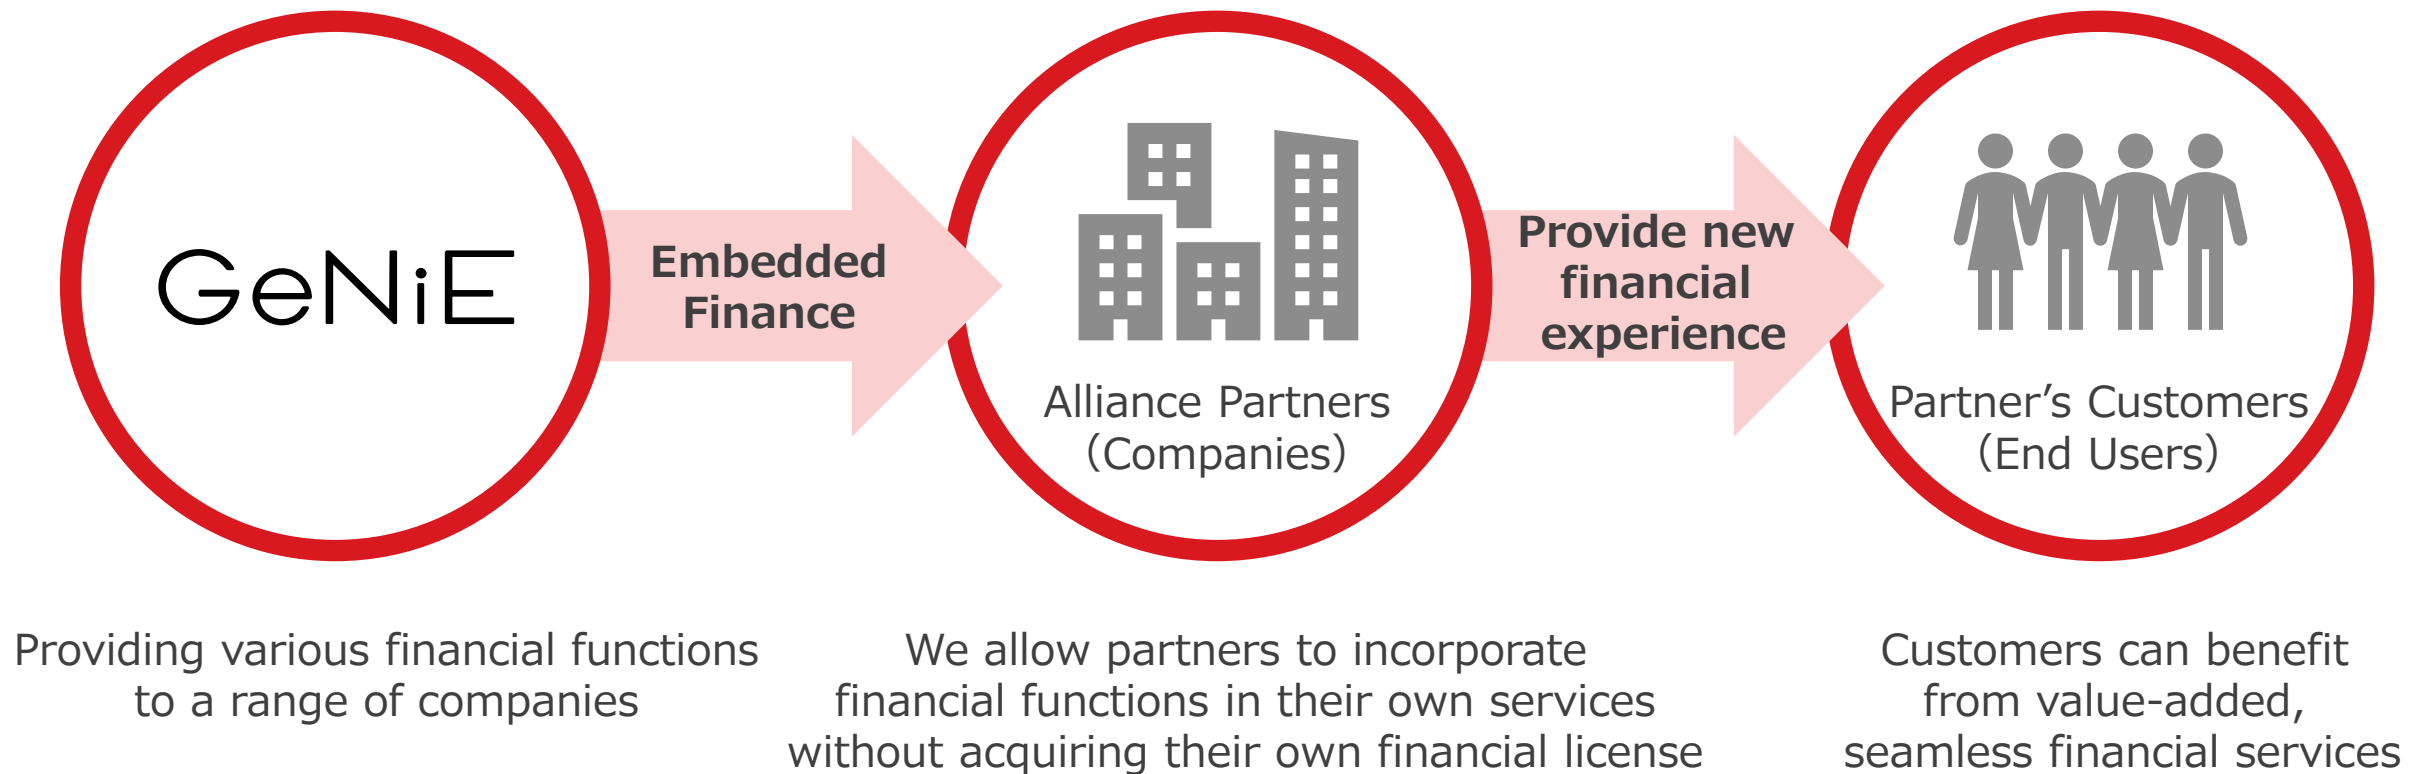 GeNiE
Embedded
Finance
Alliance Partners
（Companies）
Provide new
financial
experience
Partner’s Customers
（End Users）
Providing various financial functions
to a range of companies
We allow partners to incorporate
financial functions in their own services
without acquiring their own financial license
Customers can benefit
from value-added,
seamless financial services